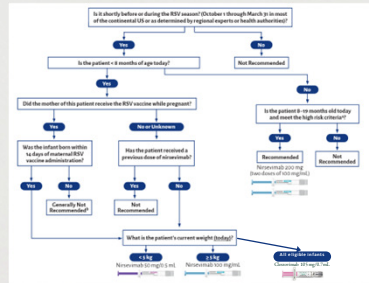 Is it shortly before or during the RSV season? (October 1 through March 31 in most
of the continental US or as determined by regional experts or health authorities)?
Yes
No
Is the patient < 8 months of age today?
Not Recommended
Yes
No
Did the mother of this patient receive the RSV vaccine while pregnant?
Is the patient 8-19 months old today
and meet the high risk criteria
Yes
No or Unknown
Was the infant born within
14 days of maternal RSV
vaccine administration?
Has the patient received a
previous dose of nirsevimab?
Yes
No
Recommended
Not
Recommended
Nirsevimab 200 mg
(two doses of 100 mg/mL)
Yes
No
Yes
No
Generally Not
Recommended
Not
Recommended
What is the patient's current weight (today)?
All eligible infants
< 5 kg
≥ 5 kg
Nirsevimab 50 mg/0.5 mL
Nirsevimab 100 mg/mL
Clesrovimab 105 mg/0.7mL